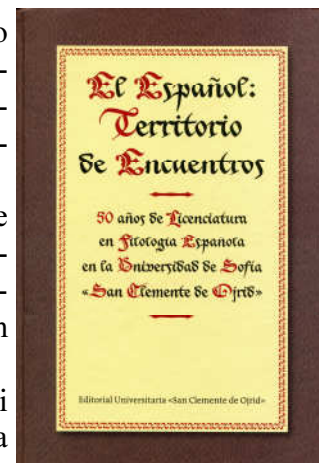 El Español:
Territorio
de Encuentros
50 años de Licenciatura
en Filología Española
en la Universidad de Sofia
«San Clemente de Ojrid»
Editorial Universitaria «San Clemente de Ojrid»